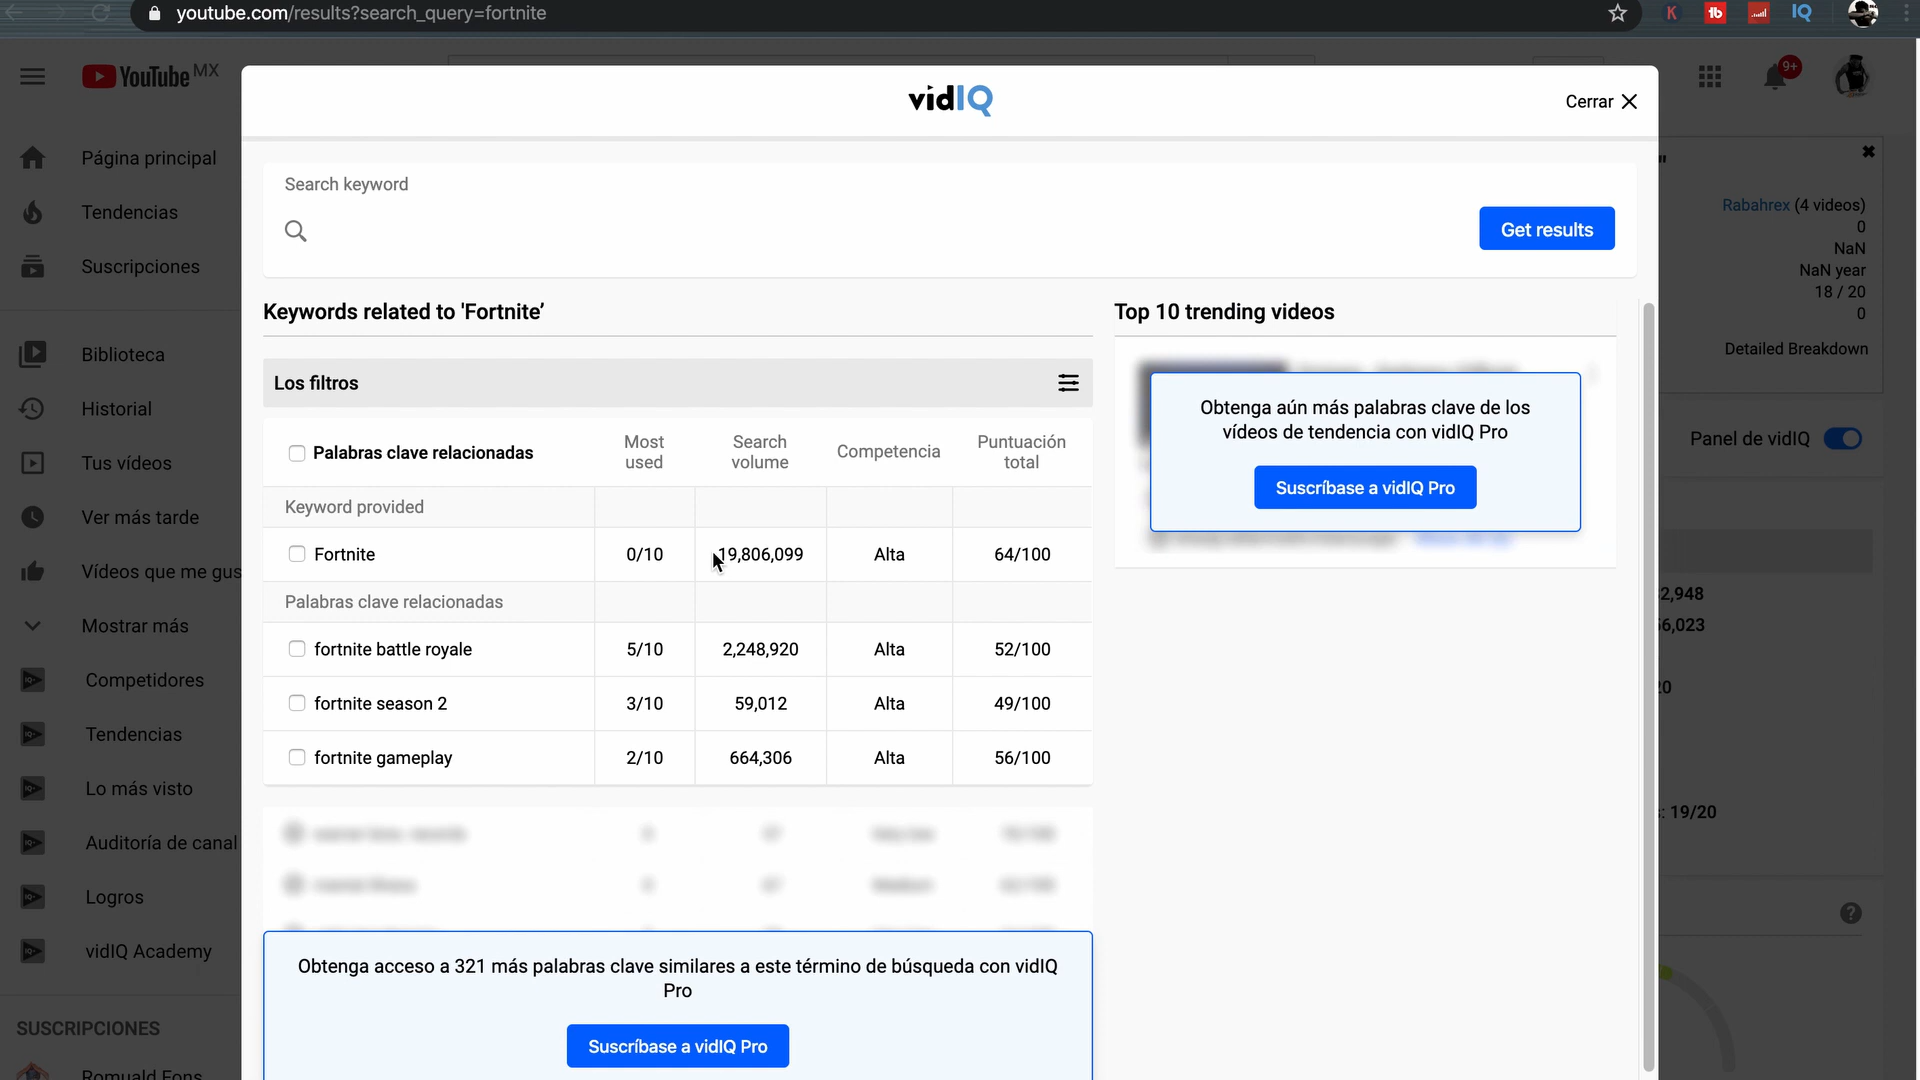 youtube.com/results?search_query=fortnite
K
tb
IQ
YouTube MX
9+
vidIQ
Cerrar
Página principal
Tendencias
Suscripciones
Biblioteca
Historial
Tus vídeos
Ver más tarde
Vídeos que me gus
Mostrar más
Competidores
Tendencias
Lo más visto
Auditoría de canal
Logros
vidIQ Academy
SUSCRIPCIONES
Romuald Fons
Search keyword
Get results
Keywords related to 'Fortnite’
Los filtros
Palabras clave relacionadas
Most used
Search volume
Competencia
Puntuación total
Keyword provided
Fortnite 0/10 19,806,099 Alta 64/100
Palabras clave relacionadas
fortnite battle royale 5/10 2,248,920 Alta 52/100
fortnite season 2 3/10 59,012 Alta 49/100
fortnite gameplay 2/10 664,306 Alta 56/100
Obtenga acceso a 321 más palabras clave similares a este término de búsqueda con vidIQ
Pro
Suscríbase a vidIQ Pro
Top 10 trending videos
Obtenga aún más palabras clave de los
vídeos de tendencia con vidIQ Pro
Suscríbase a vidIQ Pro
"
Rabahrex (4 videos)
0
NaN
NaN year
18 / 20
0
Detailed Breakdown
Panel de vidIQ
2,948
6,023
20
: 19/20